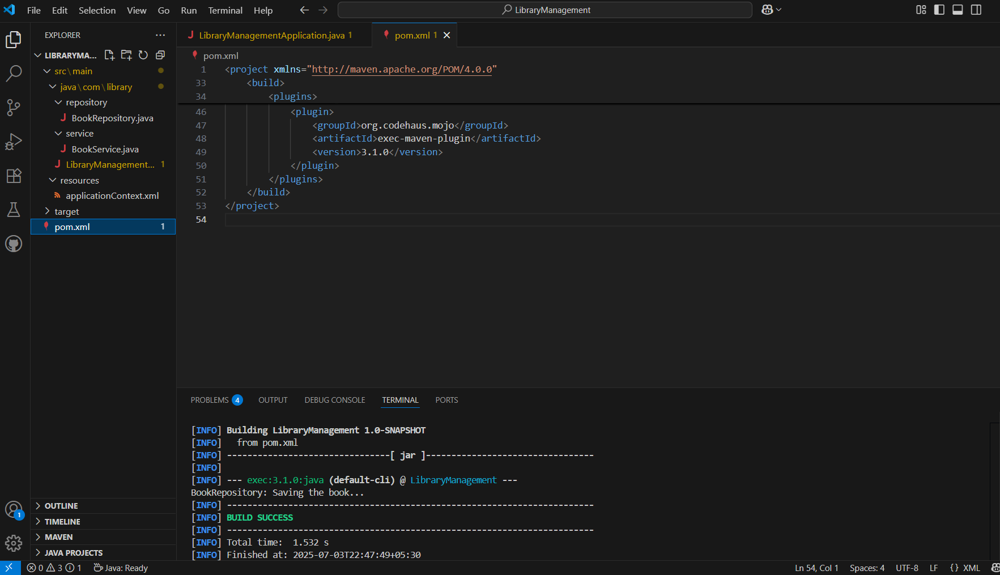 File Edit Selection View Go Run Terminal Help
LibraryManagement
EXPLORER
LIBRARYMA...
src\main
java\com\library
repository
BookRepository.java
service
BookService.java
LibraryManagement... 1
resources
applicationContext.xml
target
pom.xml 1
OUTLINE
TIMELINE
MAVEN
JAVA PROJECTS
1
LibraryManagementApplication.java 1
pom.xml 1
pom.xml
1 <project xmlns="http://maven.apache.org/POM/4.0.0"
33 <build>
34 <plugins>
46 <plugin>
47 <groupId>org.codehaus.mojo</groupId>
48 <artifactId>exec-maven-plugin</artifactId>
49 <version>3.1.0</version>
50 </plugin>
51 </plugins>
52 </build>
53 </project>
54
PROBLEMS 4 OUTPUT DEBUG CONSOLE TERMINAL PORTS
[INFO] Building LibraryManagement 1.0-SNAPSHOT
[INFO]   from pom.xml
[INFO] --------------------------------[ jar ]---------------------------------
[INFO]
[INFO] --- exec:3.1.0:java (default-cli) @ LibraryManagement ---
BookRepository: Saving the book...
[INFO] ------------------------------------------------------------------------
[INFO] BUILD SUCCESS
[INFO] ------------------------------------------------------------------------
[INFO] Total time:  1.532 s
[INFO] Finished at: 2025-07-03T22:47:49+05:30
0 3 1 Java: Ready
Ln 54, Col 1 Spaces: 4 UTF-8 LF {} XML